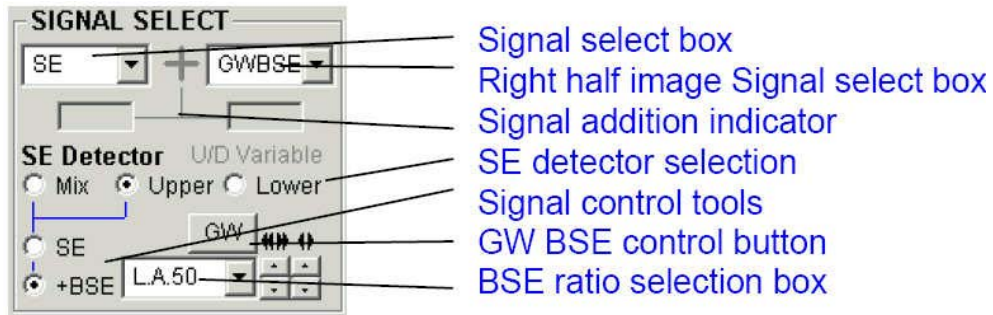 SIGNAL SELECT
SE
GWBSE
SE Detector U/D Variable
Mix Upper Lower
SE
GW
+BSE L.A.50
Signal select box
Right half image Signal select box
Signal addition indicator
SE detector selection
Signal control tools
GW BSE control button
BSE ratio selection box